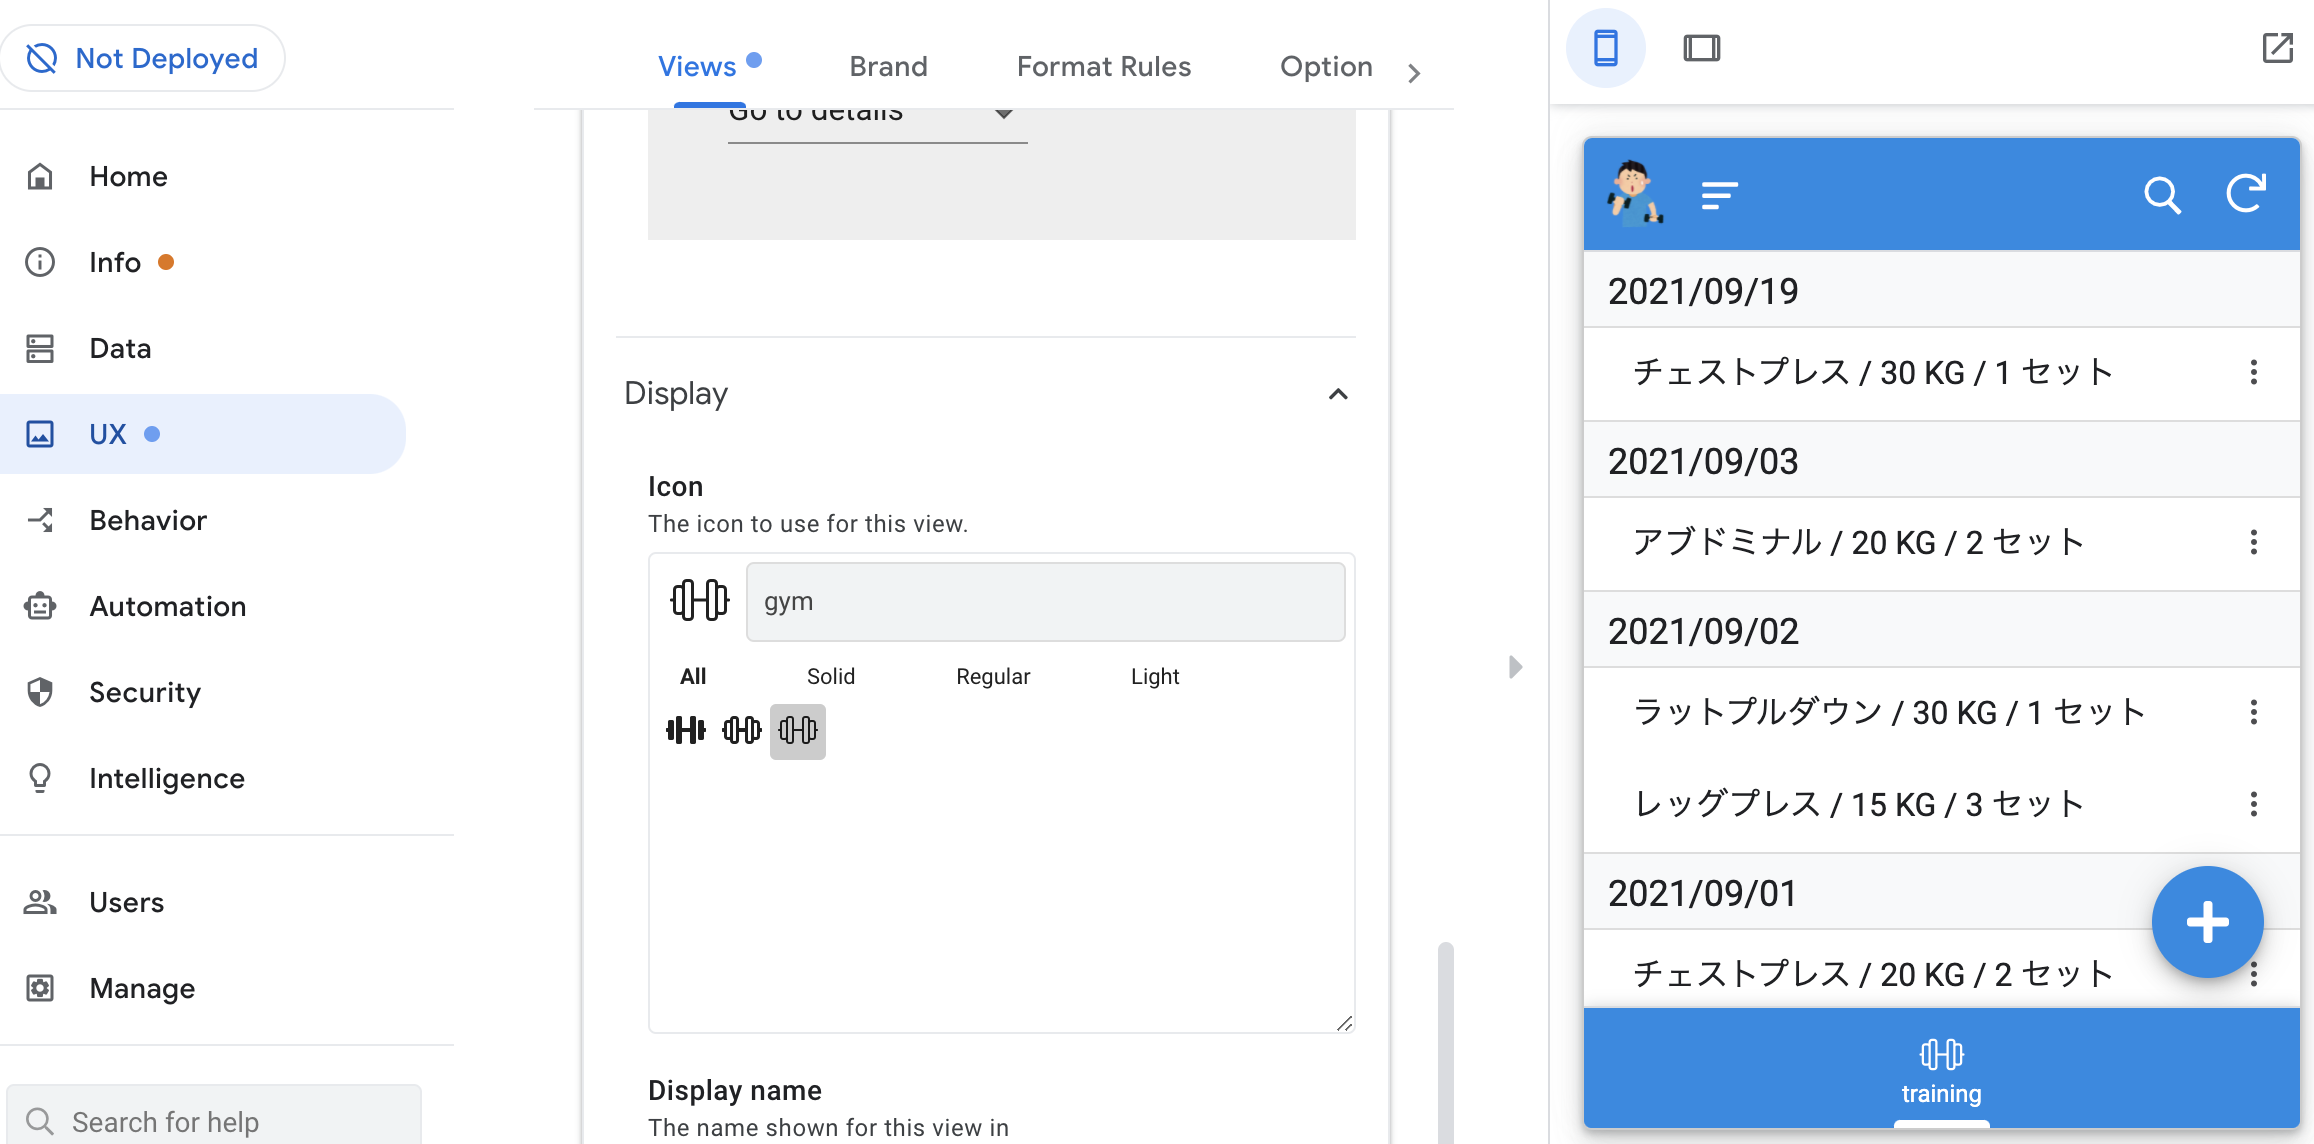 Not Deployed
Home
Info
Data
UX
Behavior
Automation
Security
Intelligence
Users
Manage
Search for help
Views
Brand
Format Rules
Option
Go to details
Display
Icon
The icon to use for this view.
gym
All
Solid
Regular
Light
Display name
The name shown for this view in
2021/09/19
チェストプレス / 30 KG / 1 セット
2021/09/03
アブドミナル / 20 KG / 2 セット
2021/09/02
ラットプルダウン / 30 KG / 1 セット
レッグプレス / 15 KG / 3 セット
2021/09/01
チェストプレス / 20 KG / 2 セット
training